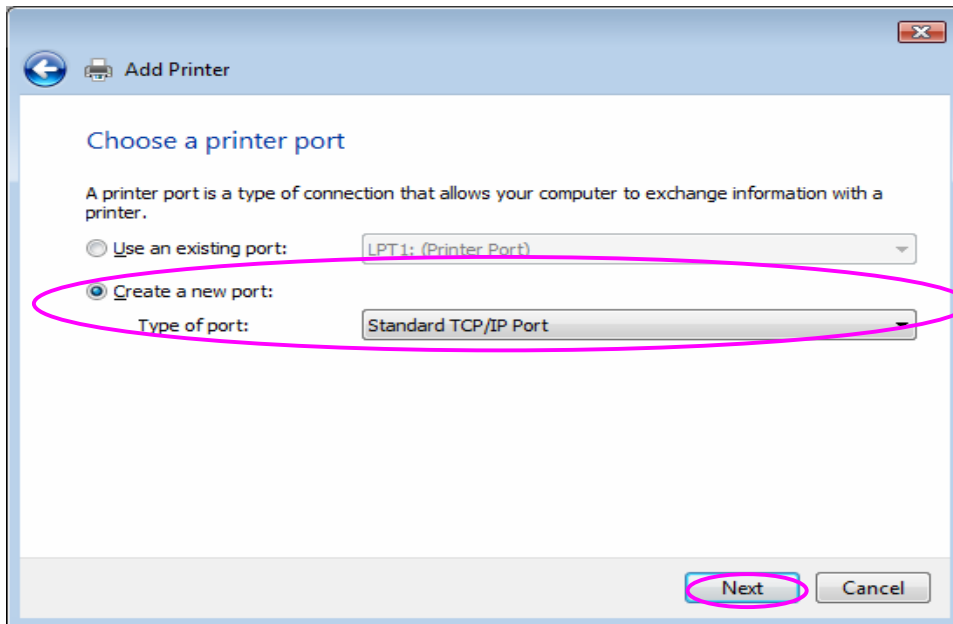 Add Printer
Choose a printer port
A printer port is a type of connection that allows your computer to exchange information with a
printer.
Use an existing port: LPT1: (Printer Port)
Create a new port:
Type of port: Standard TCP/IP Port
Next Cancel